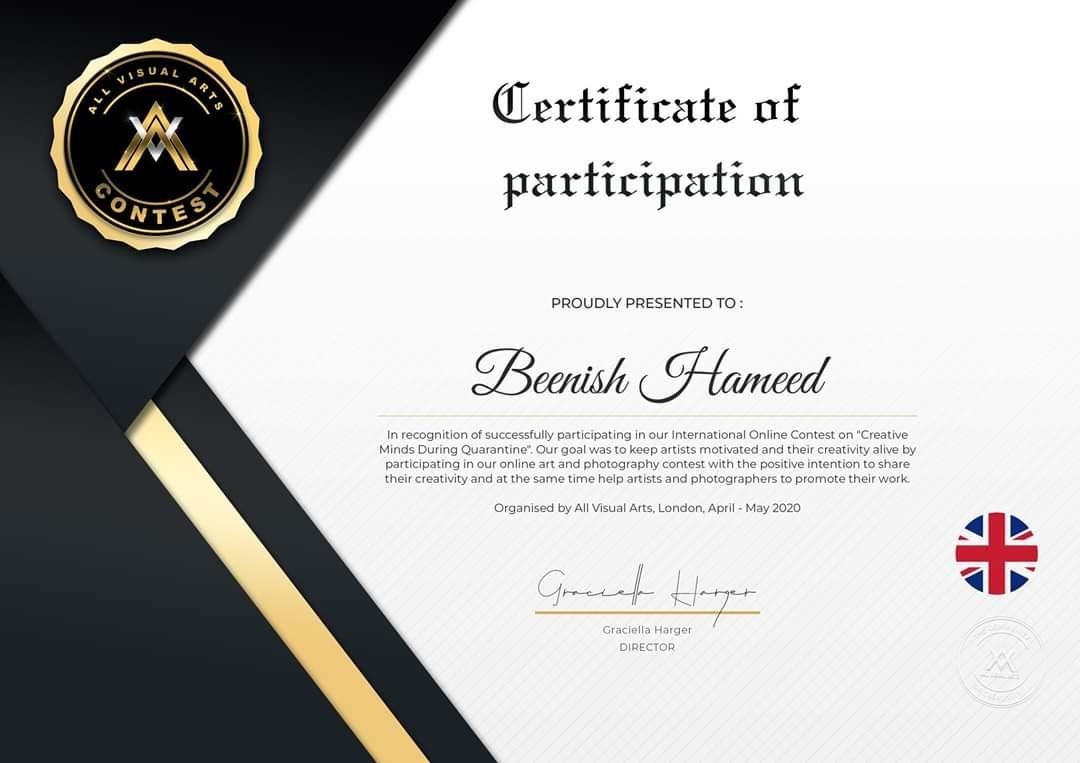 ALL VISUAL ARTS
CONTEST
Certificate of
participation
PROUDLY PRESENTED TO :
Beenish Hameed
In recognition of successfully participating in our International Online Contest on "Creative
Minds During Quarantine". Our goal was to keep artists motivated and their creativity alive by
participating in our online art and photography contest with the positive intention to share
their creativity and at the same time help artists and photographers to promote their work.
Organised by All Visual Arts, London, April - May 2020
Graciella Harger
Graciella Harger
DIRECTOR